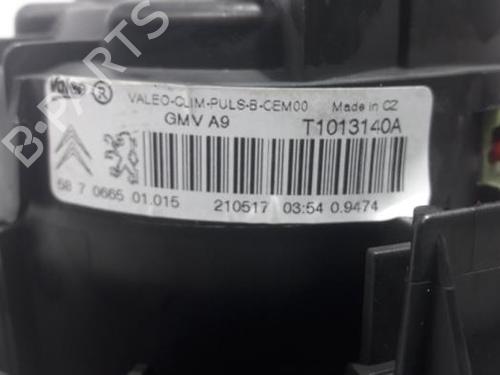 Valeo ® VALEO-CLIM-PULS-B-CEM00 Made in CZ
GMV A9 T1013140A
58 7 0665 01.015 210517 03:54 0.9474